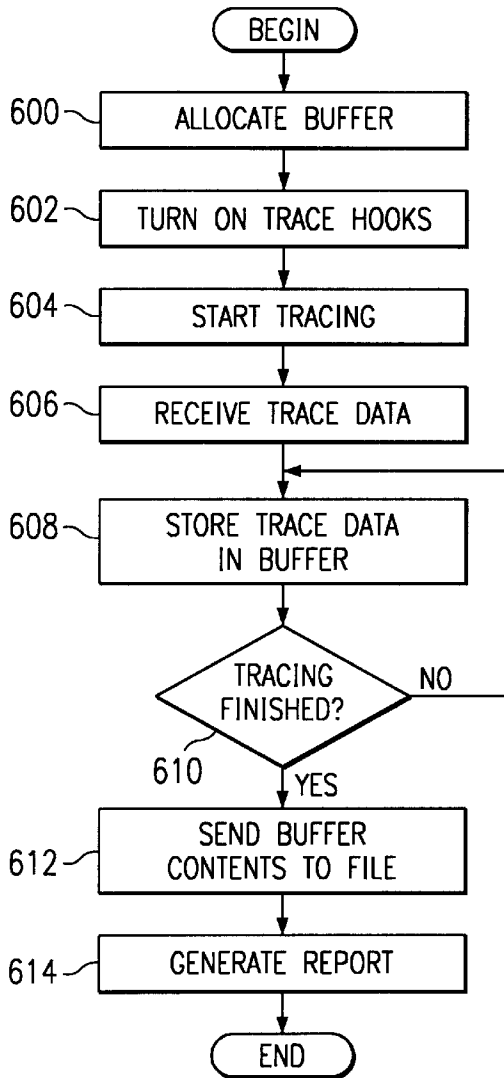 BEGIN
600
ALLOCATE BUFFER
602
TURN ON TRACE HOOKS
604
START TRACING
606
RECEIVE TRACE DATA
608
STORE TRACE DATA
IN BUFFER
TRACING
FINISHED?
NO
610
YES
612
SEND BUFFER
CONTENTS TO FILE
614
GENERATE REPORT
END